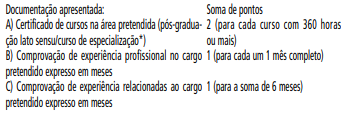 Documentação apresentada: Soma de pontos
A) Certificado de cursos na área pretendida (pós-gradua- 2 (para cada curso com 360 horas
ção lato sensu/curso de especialização*) ou mais)
B) Comprovação de experiência profissional no cargo 1 (para cada um 1 mês completo)
pretendido expresso em meses
C) Comprovação de experiência relacionadas ao cargo 1 (para a soma de 6 meses)
pretendido expresso em meses